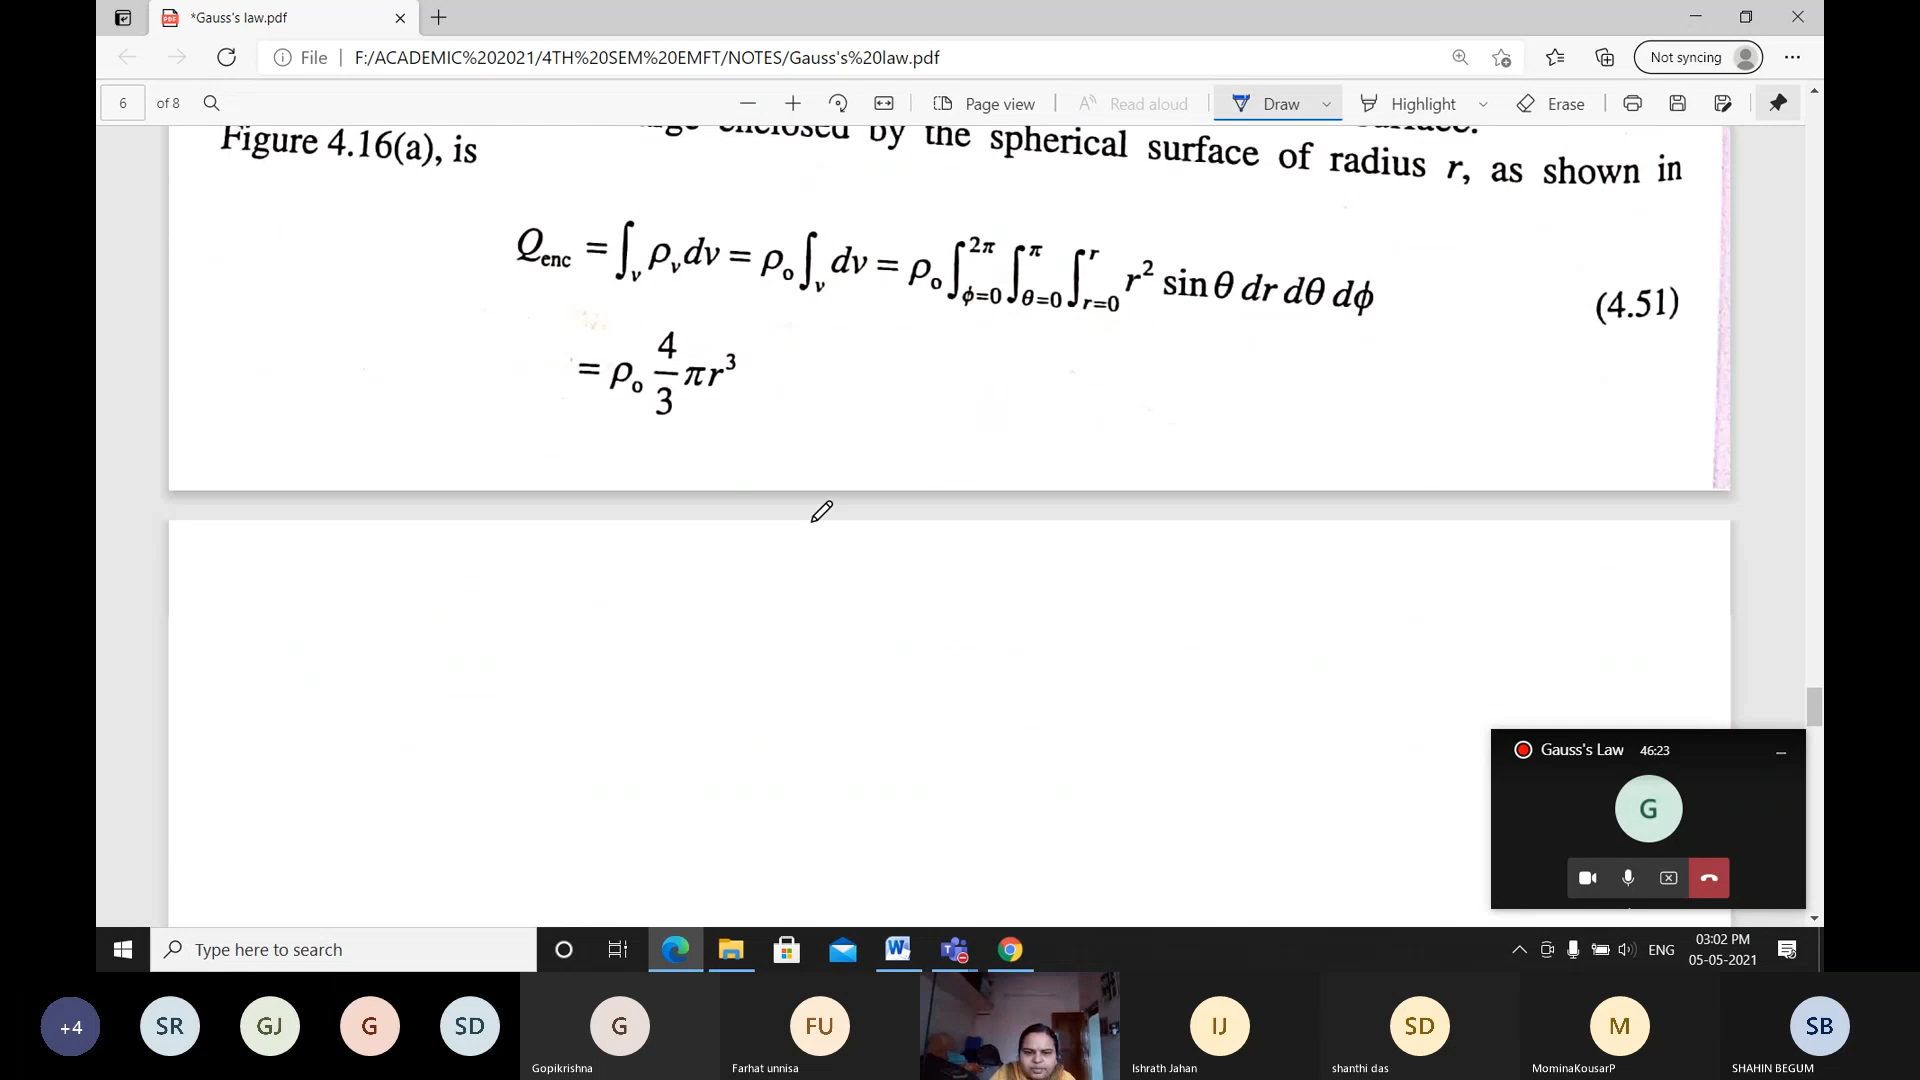 *Gauss's law.pdf
File F:/ACADEMIC%202021/4TH%20SEM%20EMFT/NOTES/Gauss's%20law.pdf
Not syncing
6 of 8
Page view
Read aloud
Draw
Highlight
Erase
enclosed by the spherical surface of radius r, as shown in
Figure 4.16(a), is
Q_enc = ∫_v ρ_v dv = ρ_o ∫_v dv = ρ_o ∫_{ϕ=0}^{2π} ∫_{θ=0}^{π} ∫_{r=0}^{r} r² sin θ dr dθ dϕ
(4.51)
= ρ_o 4/3 πr³
Gauss's Law 46:23
G
Type here to search
ENG
03:02 PM
05-05-2021
+4
SR
GJ
G
SD
G
Gopikrishna
FU
Farhat unnisa
IJ
Ishrath Jahan
SD
shanthi das
M
MominaKousarP
SB
SHAHIN BEGUM